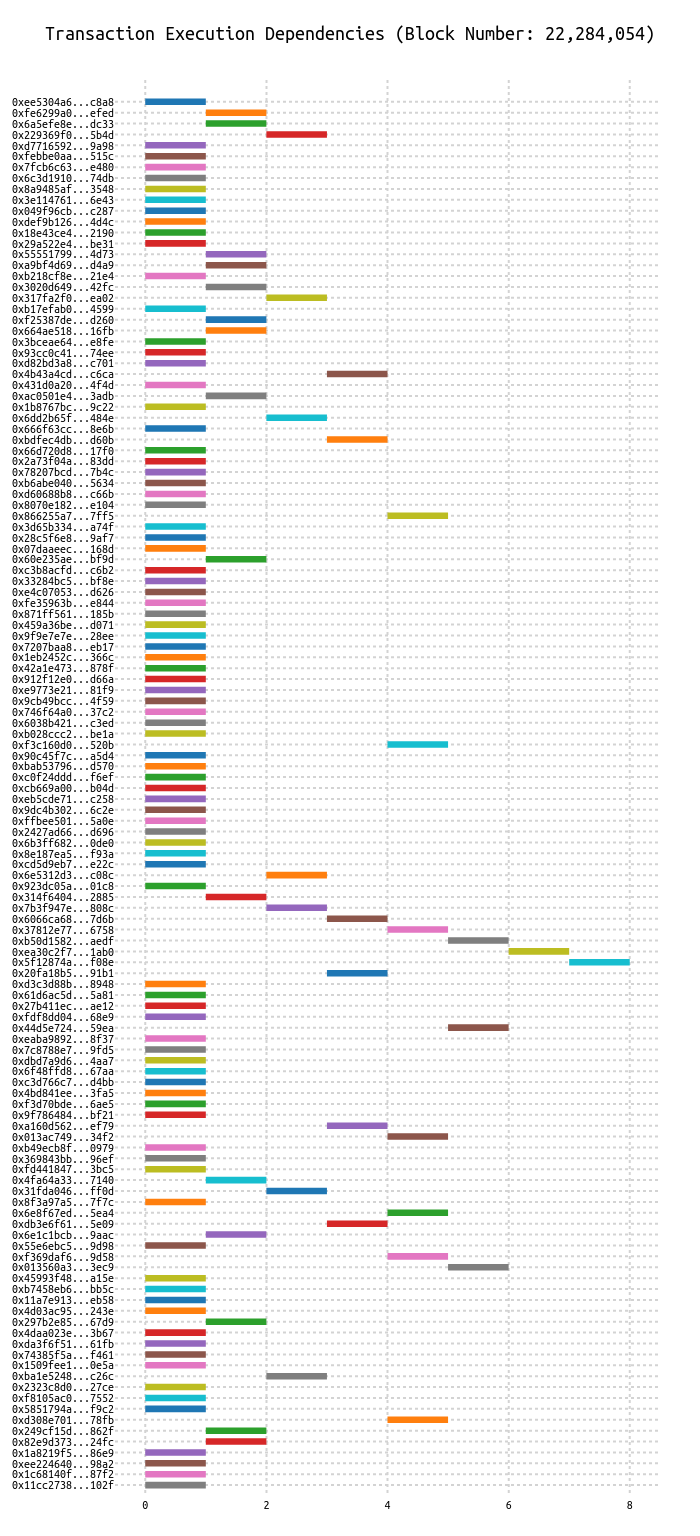 Transaction Execution Dependencies (Block Number: 22,284,054)
0xee5304a6...c8a8
0xfe6299a0...efed
0x6a5efe8e...dc33
0x229369f0...5b4d
0xd7716592...9a98
0xfebbe0aa...515c
0x7fcb6c63...e480
0x6c3d1910...74db
0x8a9485af...3548
0x3e114761...6e43
0x049f96cb...c287
0xdef9b126...4d4c
0x18e43ce4...2190
0x29a522e4...be31
0x55551799...4d73
0xa9bf4d69...d4a9
0xb218cf8e...21e4
0x3020d649...42fc
0x317fa2f0...ea02
0xb17efab0...4599
0xf25387de...d260
0x664ae518...16fb
0x3bceae64...e8fe
0x93cc0c41...74ee
0xd82bd3a8...c701
0x4b43a4cd...c6ca
0x431d0a20...4f4d
0xac0501e4...3adb
0x1b8767bc...9c22
0x6dd2b65f...484e
0x666f63cc...8e6b
0xbdfec4db...d60b
0x66d720d8...17f0
0x2a73f04a...83dd
0x78207bcd...7b4c
0xb6abe040...5634
0xd60688b8...c66b
0x8070e182...e104
0x866255a7...7ff5
0x3d65b334...a74f
0x28c5f6e8...9af7
0x07daaeec...168d
0x60e235ae...bf9d
0xc3b8acfd...c6b2
0x33284bc5...bf8e
0xe4c07053...d626
0xfe35963b...e844
0x871ff561...185b
0x459a36be...d071
0x9f9e7e7e...28ee
0x7207baa8...eb17
0x1eb2452c...366c
0x42a1e473...878f
0x912f12e0...d66a
0xe9773e21...81f9
0x9cb49bcc...4f59
0x746f64a0...37c2
0x6038b421...c3ed
0xb028ccc2...be1a
0xf3c160d0...520b
0x90c45f7c...a5d4
0xbab53796...d570
0xc0f24ddd...f6ef
0xcb669a00...b04d
0xeb5cde71...c258
0x9dc4b302...6c2e
0xffbee501...5a0e
0x2427ad66...d696
0x6b3ff682...0de0
0x8e187ea5...f93a
0xcd5d9eb7...e22c
0x6e5312d3...c08c
0x923dc05a...01c8
0x314f6404...2885
0x7b3f947e...808c
0x6066ca68...7d6b
0x37812e77...6758
0xb50d1582...aedf
0xea30c2f7...1ab0
0x5f12874a...f08e
0x20fa18b5...91b1
0xd3c3d88b...8948
0x61d6ac5d...5a81
0x27b411ec...ae12
0xfdf8dd04...68e9
0x44d5e724...59ea
0xeaba9892...8f37
0x7c8788e7...9fd5
0xdbd7a9d6...4aa7
0x6f48ffd8...67aa
0xc3d766c7...d4bb
0x4bd841ee...3fa5
0xf3d70bde...6ae5
0x9f786484...bf21
0xa160d562...ef79
0x013ac749...34f2
0xb49ecb8f...0979
0x369843bb...96ef
0xfd441847...3bc5
0x4fa64a33...7140
0x31fda046...ff0d
0x8f3a97a5...7f7c
0x6e8f67ed...5ea4
0xdb3e6f61...5e09
0x6e1c1bcb...9aac
0x55e6ebc5...9d98
0xf369daf6...9d58
0x013560a3...3ec9
0x45993f48...a15e
0xb7458eb6...bb5c
0x11a7e913...eb58
0x4d03ac95...243e
0x297b2e85...67d9
0x4daa023e...3b67
0xda3f6f51...61fb
0x74385f5a...f461
0x1509fee1...0e5a
0xba1e5248...c26c
0x2323c8d0...27ce
0xf8105ac0...7552
0x5851794a...f9c2
0xd308e701...78fb
0x249cf15d...862f
0x82e9d373...24fc
0x1a8219f5...86e9
0xee224640...98a2
0x1c68140f...87f2
0x11cc2738...102f
0 2 4 6 8